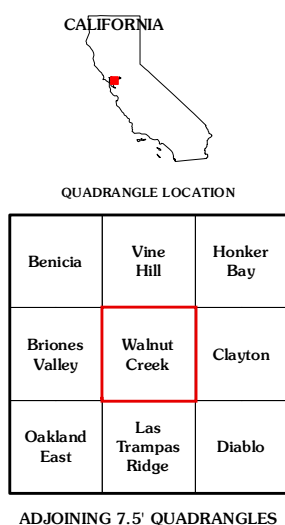 CALIFORNIA
QUADRANGLE LOCATION
Benicia
Vine
Hill
Honker
Bay
Briones
Valley
Walnut
Creek
Clayton
Oakland
East
Las
Trampas
Ridge
Diablo
ADJOINING 7.5' QUADRANGLES